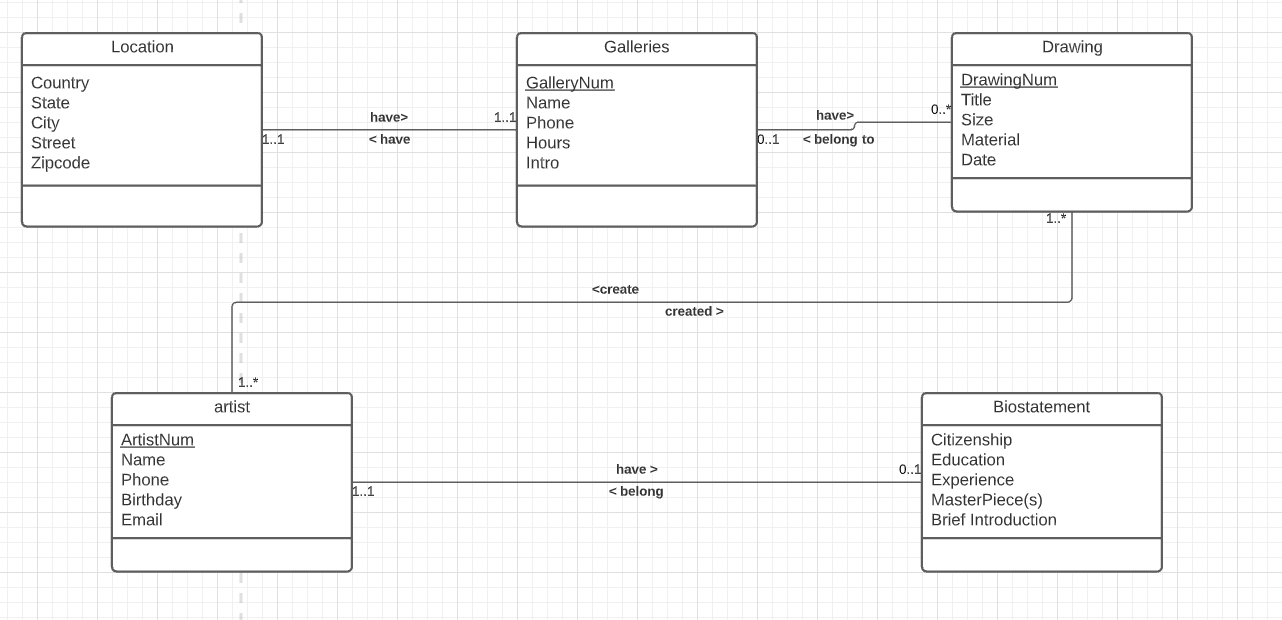 Location
Country
State
City
Street
Zipcode
have>
< have
1..1
1..1
Galleries
GalleryNum
Name
Phone
Hours
Intro
have>
< belong to
0..1
0..*
Drawing
DrawingNum
Title
Size
Material
Date
1..*
<create
created >
1..*
artist
ArtistNum
Name
Phone
Birthday
Email
have >
< belong
1..1
0..1
Biostatement
Citizenship
Education
Experience
MasterPiece(s)
Brief Introduction